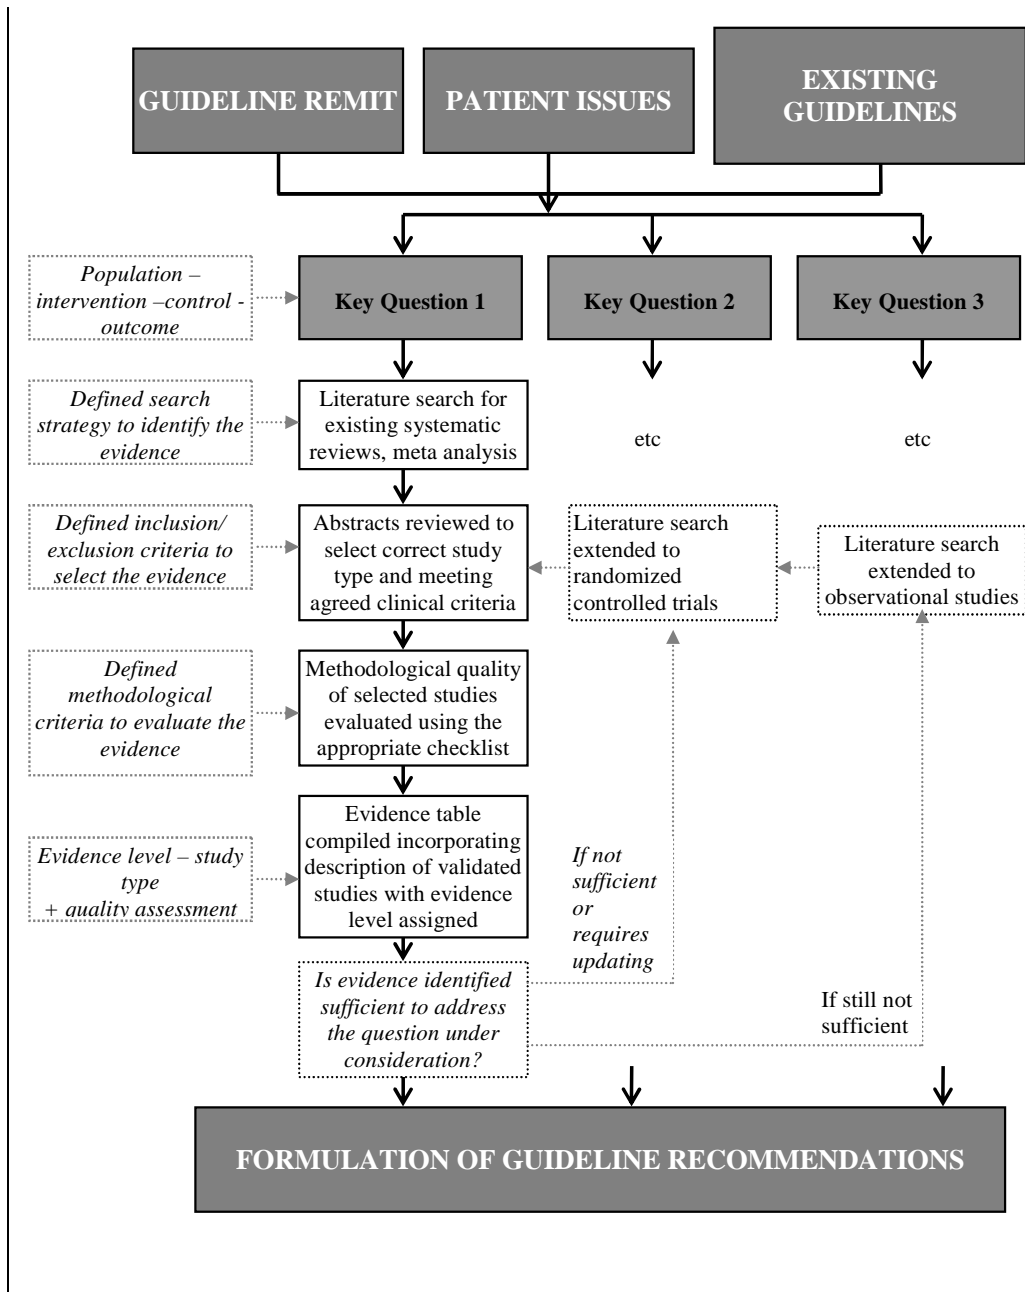 GUIDELINE REMIT
PATIENT ISSUES
EXISTING
GUIDELINES
Population –
intervention –control -
outcome
Key Question 1
Key Question 2
Key Question 3
Defined search
strategy to identify the
evidence
Literature search for
existing systematic
reviews, meta analysis
etc
etc
Defined inclusion/
exclusion criteria to
select the evidence
Abstracts reviewed to
select correct study
type and meeting
agreed clinical criteria
Literature search
extended to
randomized
controlled trials
Literature search
extended to
observational studies
Defined
methodological
criteria to evaluate the
evidence
Methodological quality
of selected studies
evaluated using the
appropriate checklist
Evidence level – study
type
+ quality assessment
Evidence table
compiled incorporating
description of validated
studies with evidence
level assigned
If not
sufficient
or
requires
updating
Is evidence identified
sufficient to address
the question under
consideration?
If still not
sufficient
FORMULATION OF GUIDELINE RECOMMENDATIONS